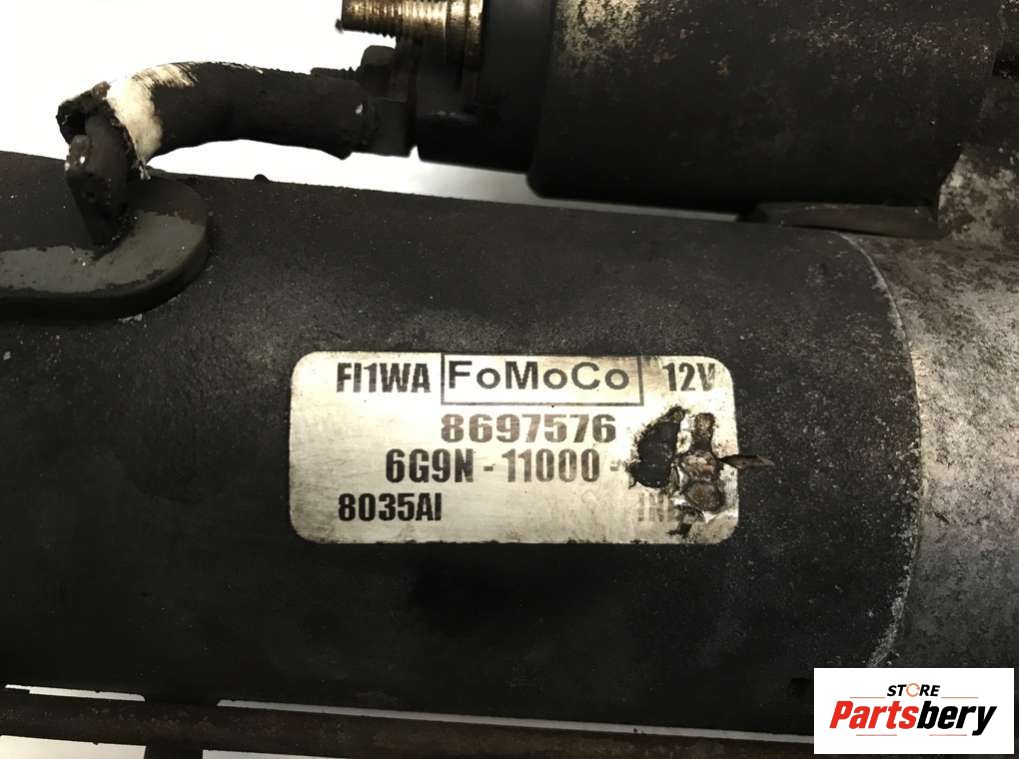 FI1WA FoMoCo 12V
8697576
6G9N - 11000 -
8035AI
STORE
Partsbery